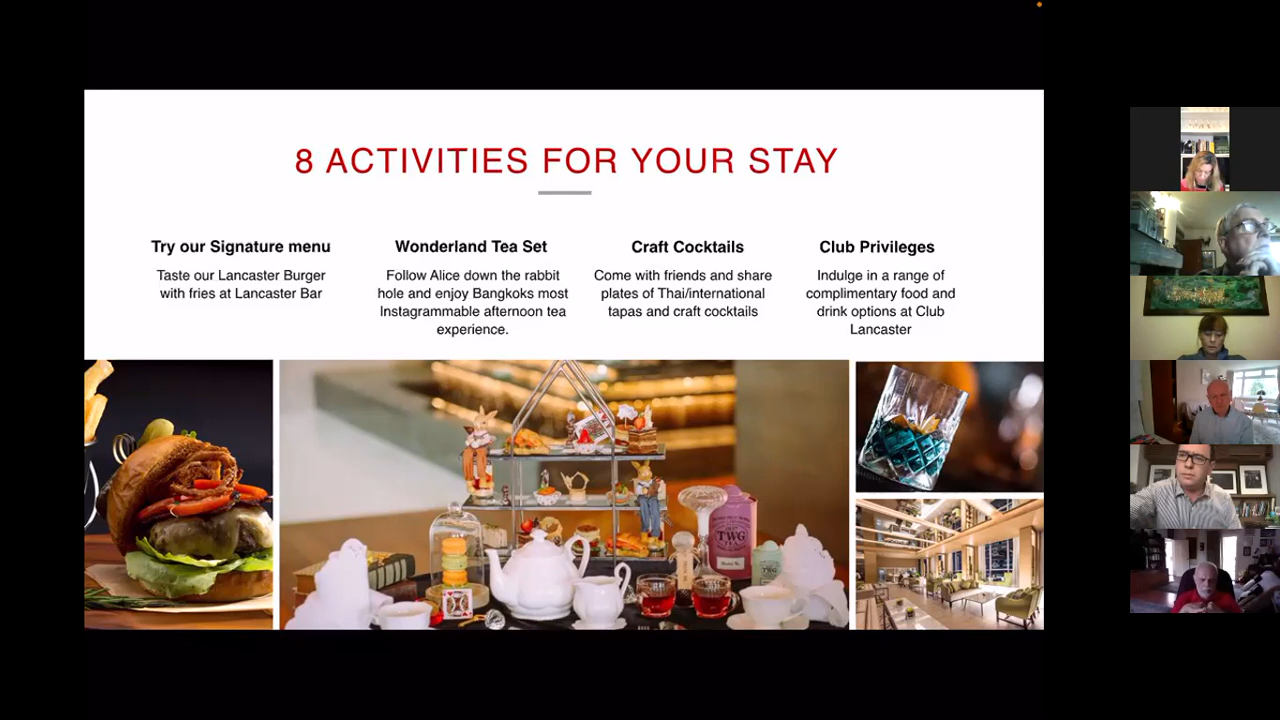 8 ACTIVITIES FOR YOUR STAY
Try our Signature menu
Taste our Lancaster Burger
with fries at Lancaster Bar
Wonderland Tea Set
Follow Alice down the rabbit
hole and enjoy Bangkoks most
Instagrammable afternoon tea
experience.
Craft Cocktails
Come with friends and share
plates of Thai/international
tapas and craft cocktails
Club Privileges
Indulge in a range of
complimentary food and
drink options at Club
Lancaster
TWG
TEA
TWG